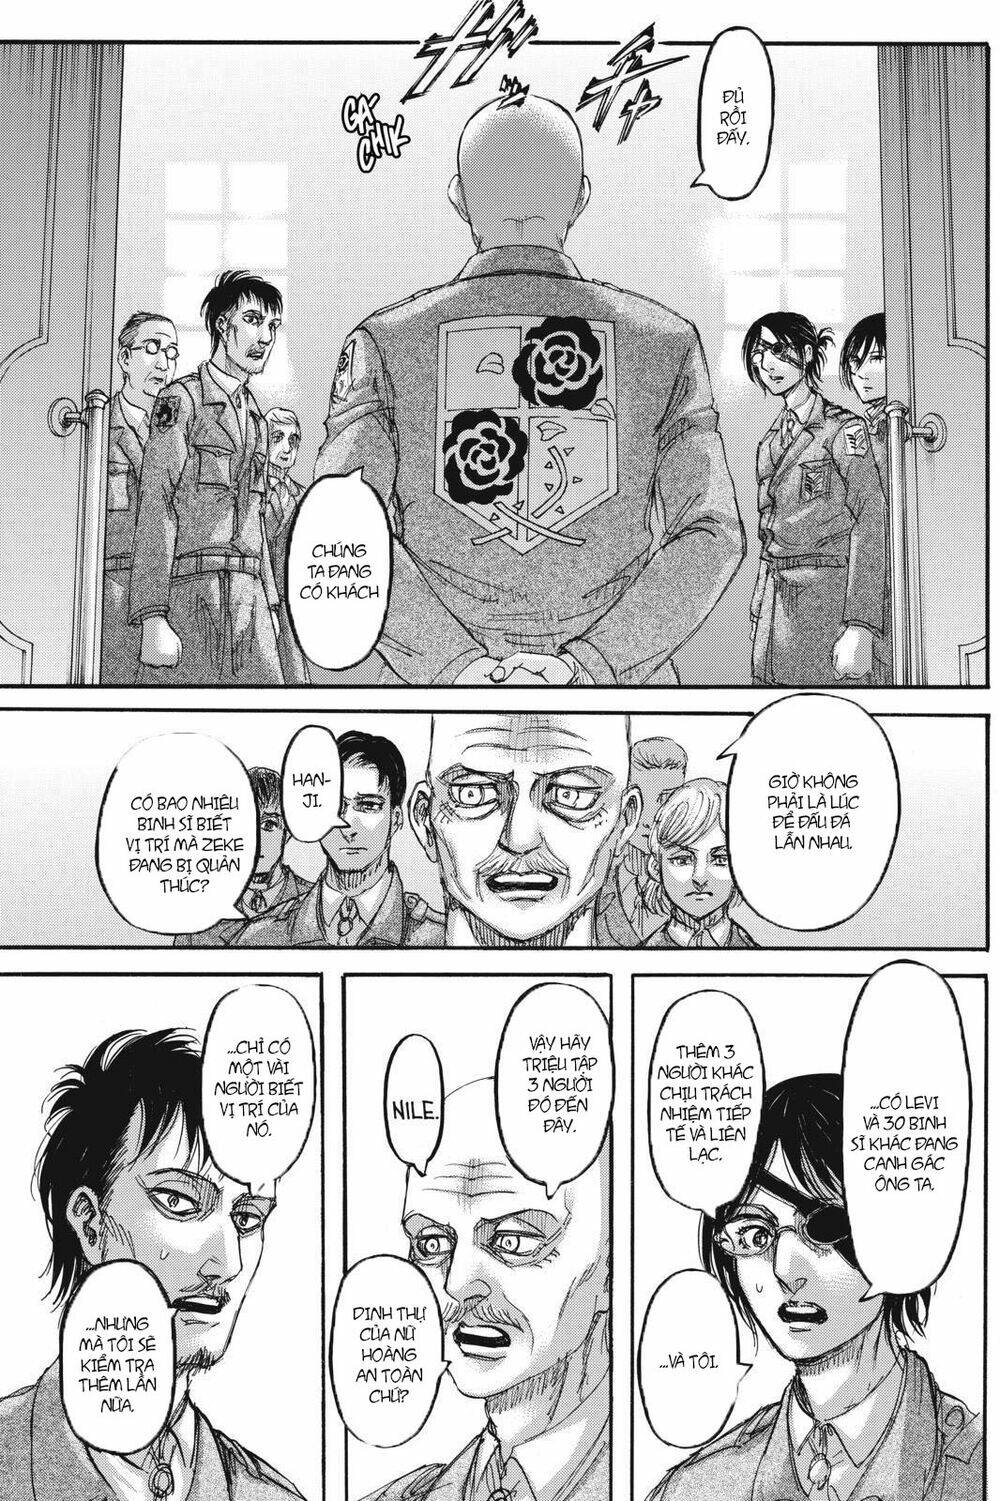 ĐỦ
RỒI
ĐẤY.
GA-
CHIK
CHÚNG
TA ĐANG
CÓ KHÁCH
GIỜ KHÔNG
PHẢI LÀ LÚC
ĐỂ ĐẤU ĐÁ
LẪN NHAU.
HAN-
JI.
CÓ BAO NHIÊU
BINH SĨ BIẾT
VỊ TRÍ MÀ ZEKE
ĐANG BỊ QUẢN
THÚC?
...CÓ LEVI
VÀ 30 BINH
SĨ KHÁC ĐANG
CANH GÁC
ÔNG TA.
THÊM 3
NGƯỜI KHÁC
CHỊU TRÁCH
NHIỆM TIẾP
TẾ VÀ LIÊN
LẠC.
...VÀ TÔI.
VẬY HÃY
TRIỆU TẬP
3 NGƯỜI
ĐÓ ĐẾN
ĐÂY.
NILE.
DINH THỰ
CỦA NỮ
HOÀNG
AN TOÀN
CHỨ?
...CHỈ CÓ
MỘT VÀI
NGƯỜI BIẾT
VỊ TRÍ CỦA
NÓ.
...NHƯNG
MÀ TÔI SẼ
KIỂM TRA
THÊM LẦN
NỮA.